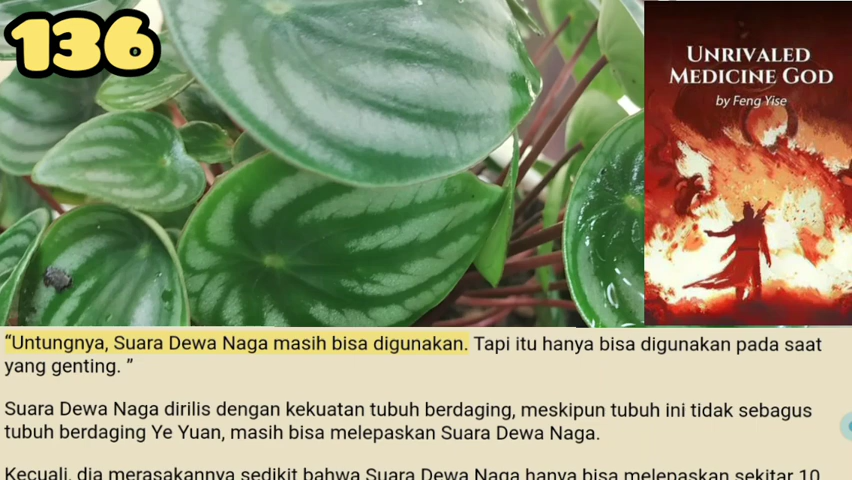 136
UNRIVALED
MEDICINE GOD
by Feng Yise
“Untungnya, Suara Dewa Naga masih bisa digunakan. Tapi itu hanya bisa digunakan pada saat
yang genting. ”
Suara Dewa Naga dirilis dengan kekuatan tubuh berdaging, meskipun tubuh ini tidak sebagus
tubuh berdaging Ye Yuan, masih bisa melepaskan Suara Dewa Naga.
Kecuali, dia merasakannya sedikit bahwa Suara Dewa Naga hanya bisa melepaskan sekitar 10